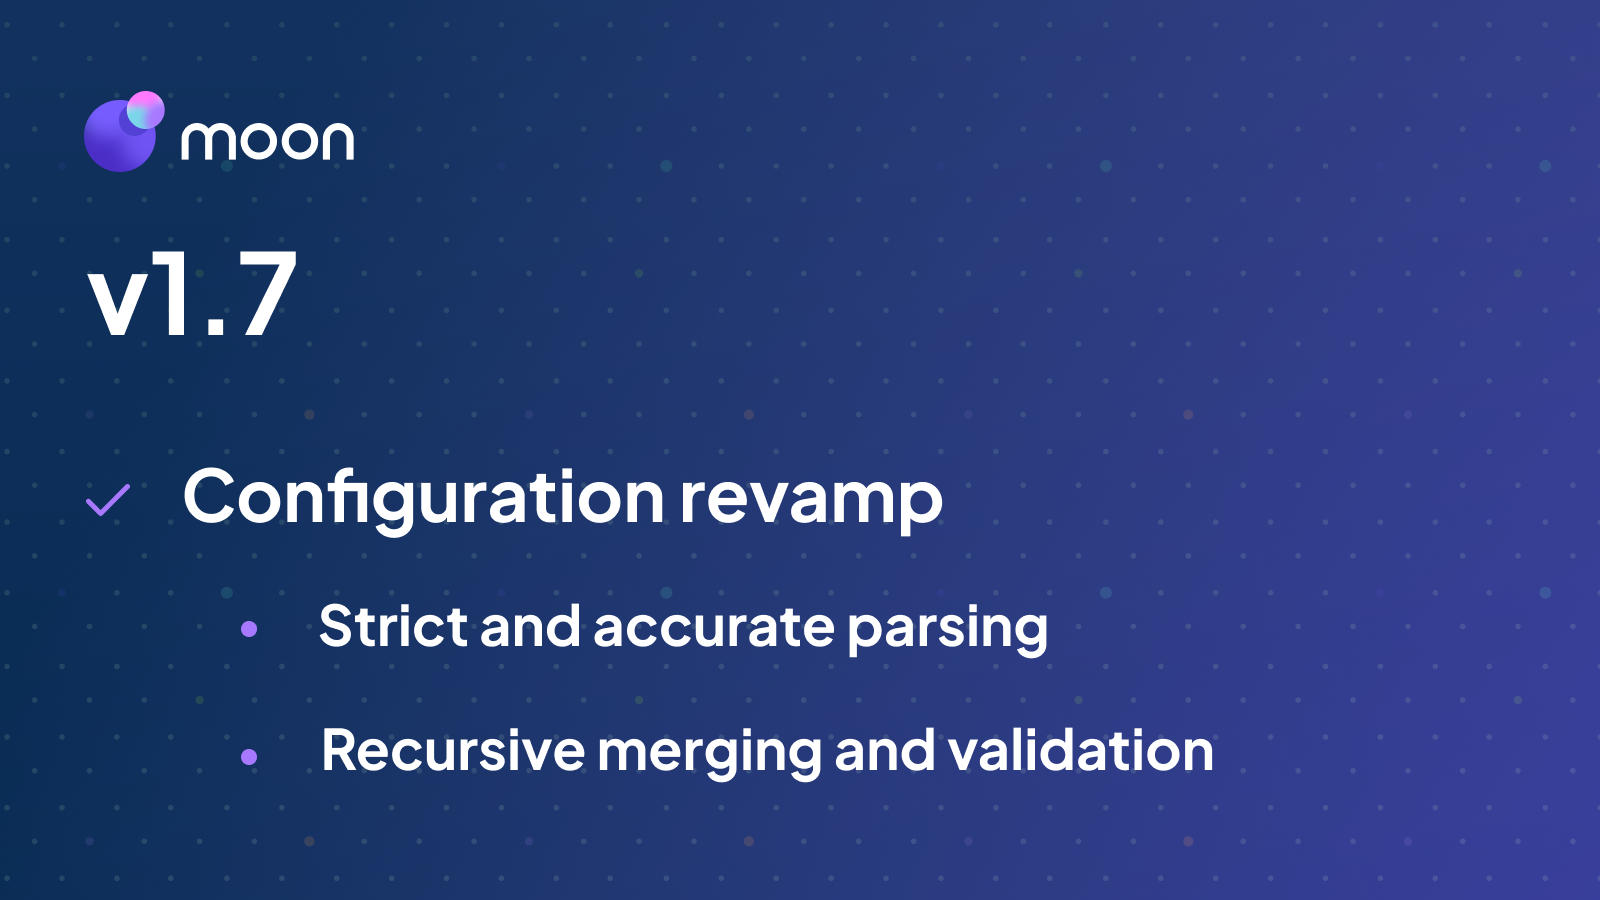 moon
v1.7
Configuration revamp
Strict and accurate parsing
Recursive merging and validation